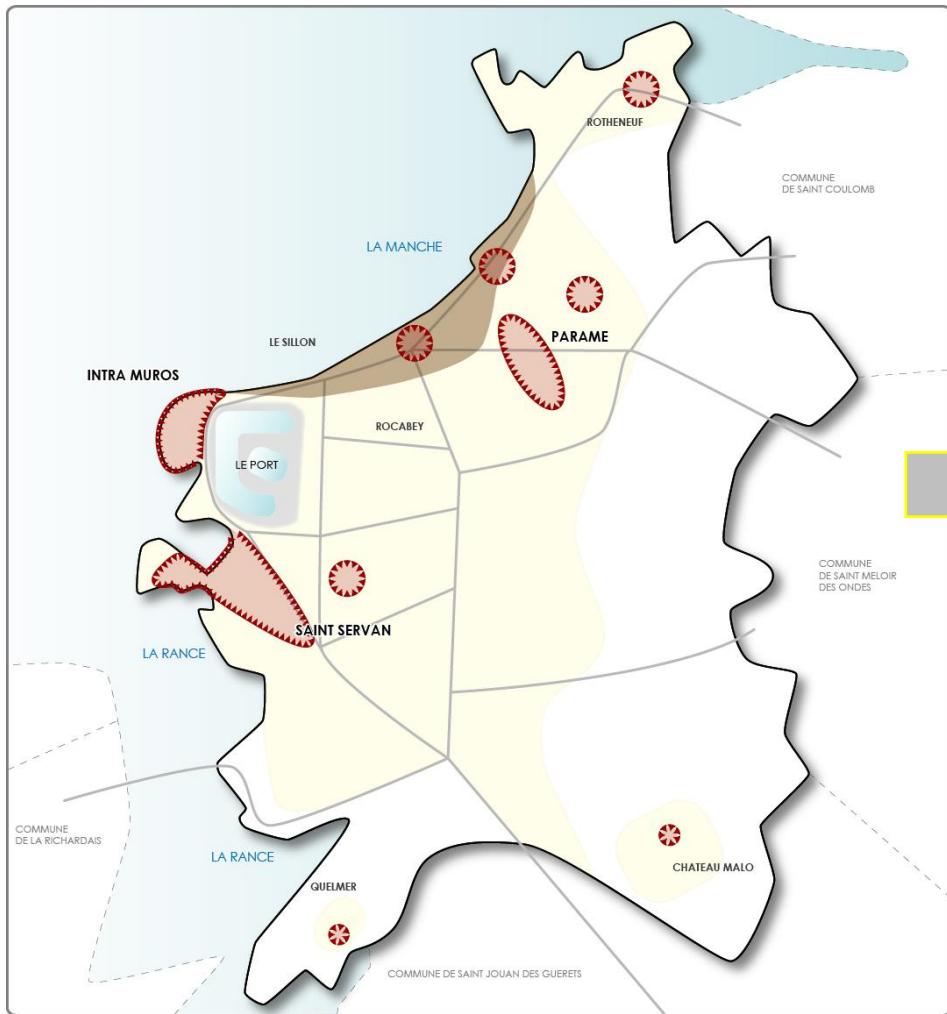 ROTHENEUF
COMMUNE
DE SAINT COULOMB
LA MANCHE
LE SILLON
PARAME
INTRA MUROS
ROCABEY
LE PORT
COMMUNE
DE SAINT MELOIR
DES ONDES
SAINT SERVAN
LA RANCE
COMMUNE
DE LA RICHARDAIS
LA RANCE
CHATEAU MALO
QUELMER
COMMUNE DE SAINT JOUAN DES GUERETS